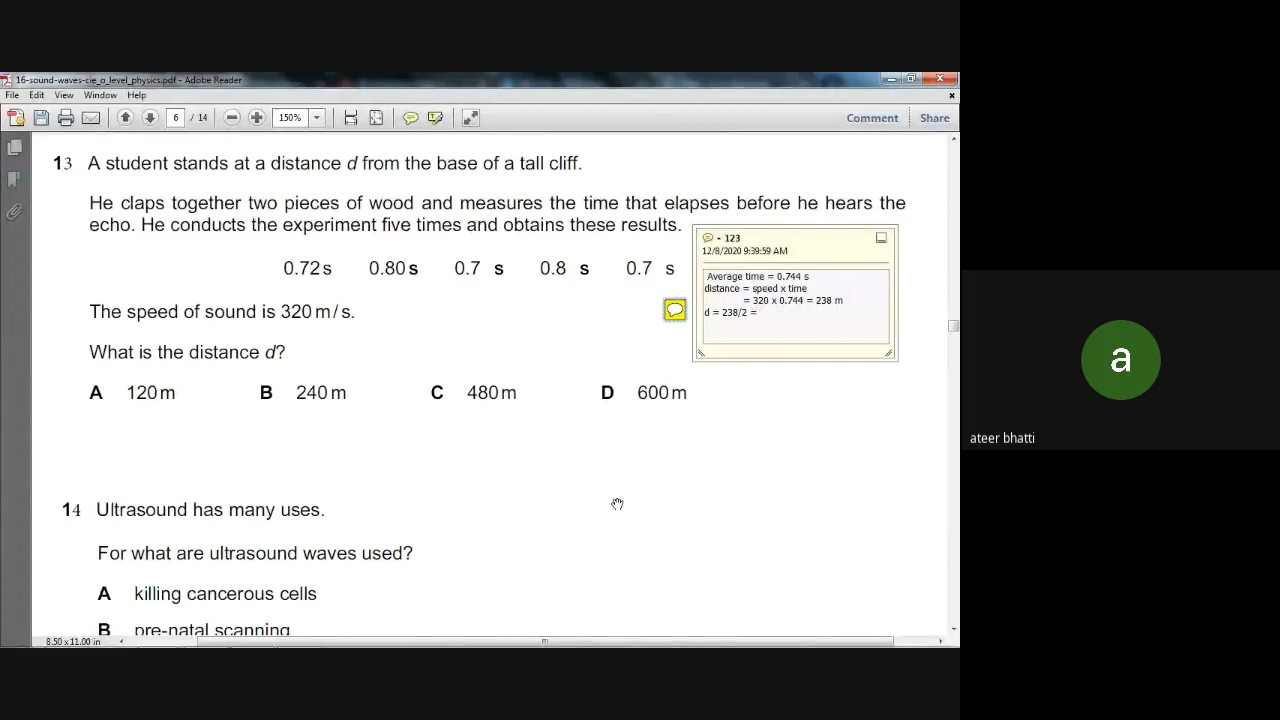 16-sound-waves-cie_o_level_physics.pdf - Adobe Reader
File Edit View Window Help
6 / 14 150% Comment Share
13 A student stands at a distance d from the base of a tall cliff.
He claps together two pieces of wood and measures the time that elapses before he hears the
echo. He conducts the experiment five times and obtains these results.
0.72 s 0.80 s 0.7 s 0.8 s 0.7 s
The speed of sound is 320 m / s.
What is the distance d?
A 120 m B 240 m C 480 m D 600 m
- 123
12/8/2020 9:39:59 AM
Average time = 0.744 s
distance = speed x time
= 320 x 0.744 = 238 m
d = 238/2 =
14 Ultrasound has many uses.
For what are ultrasound waves used?
A killing cancerous cells
B pre-natal scanning
8.50 x 11.00 in
a
ateer bhatti